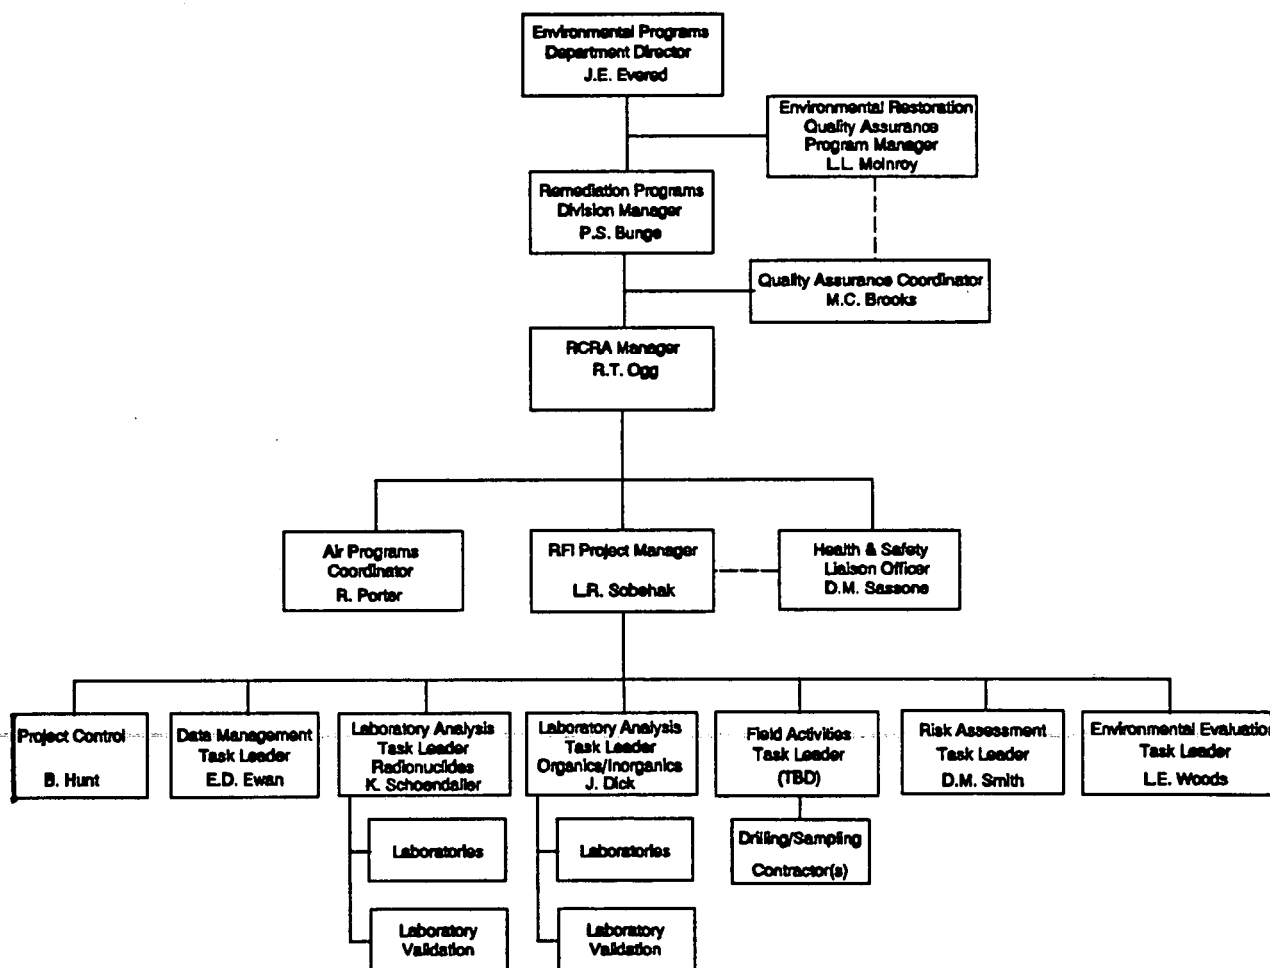 Environmental Programs
Department Director
J.E. Evered
Environmental Restoration
Quality Assurance
Program Manager
L.L. McInroy
Remediation Programs
Division Manager
P.S. Bunge
Quality Assurance Coordinator
M.C. Brooks
RCRA Manager
R.T. Ogg
Air Programs
Coordinator
R. Porter
RFI Project Manager
L.R. Sobehak
Health & Safety
Liaison Officer
D.M. Sassone
Project Control
B. Hunt
Data Management
Task Leader
E.D. Ewan
Laboratory Analysis
Task Leader
Radionuclides
K. Schoendaller
Laboratory Analysis
Task Leader
Organics/Inorganics
J. Dick
Field Activities
Task Leader
(TBD)
Risk Assessment
Task Leader
D.M. Smith
Environmental Evaluation
Task Leader
L.E. Woods
Laboratories
Laboratory
Validation
Laboratories
Laboratory
Validation
Drilling/Sampling
Contractor(s)